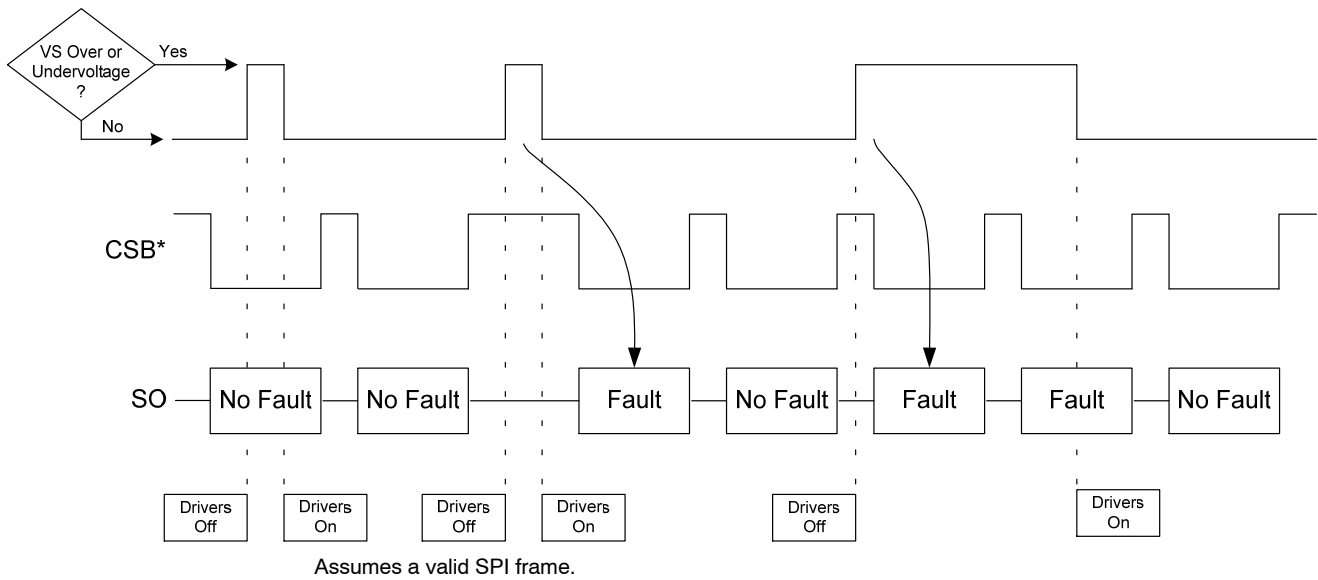 VS Over or
Undervoltage
?
Yes
No
CSB*
SO
No Fault
No Fault
Fault
No Fault
Fault
Fault
No Fault
Drivers
Off
Drivers
On
Drivers
Off
Drivers
On
Drivers
Off
Drivers
On
Assumes a valid SPI frame.